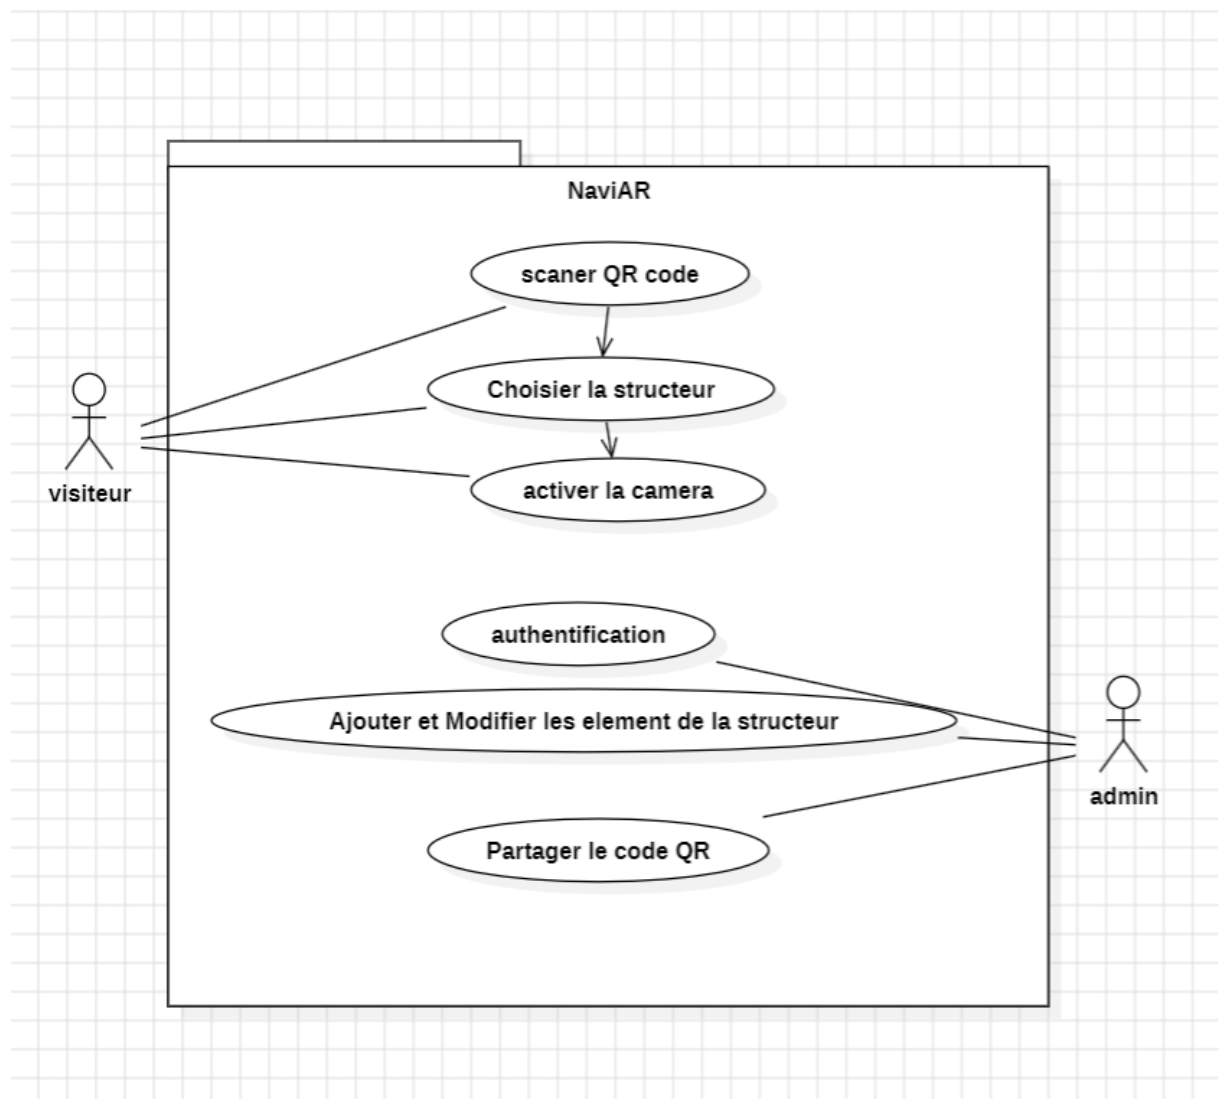 NaviAR
scaner QR code
Choisier la structeur
visiteur
activer la camera
authentification
Ajouter et Modifier les element de la structeur
admin
Partager le code QR